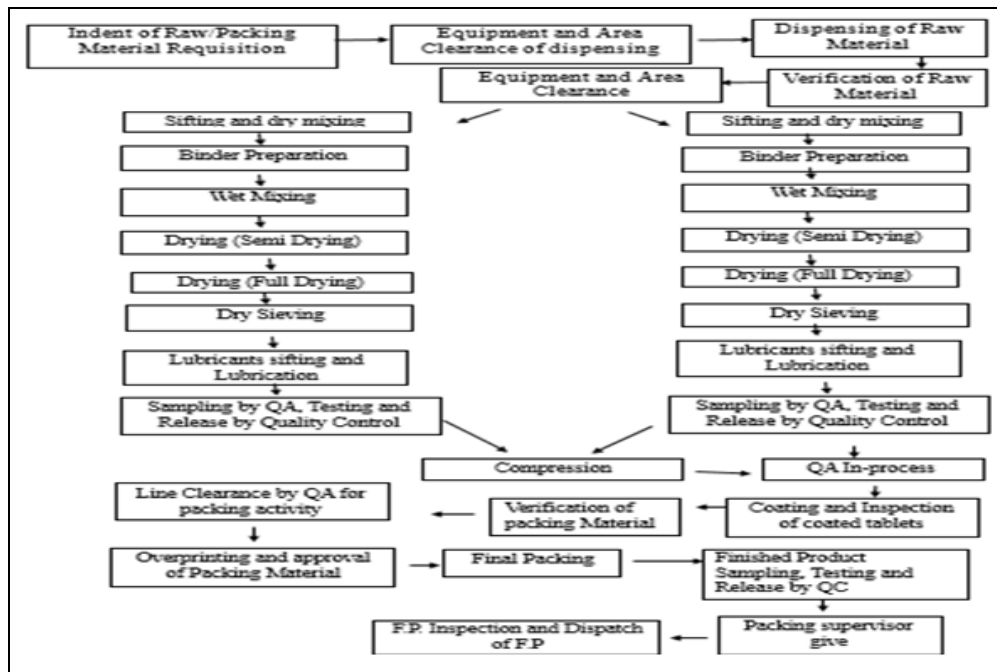 Indent of Raw/Packing
Material Requisition
Equipment and Area
Clearance of dispensing
Dispensing of Raw
Material
Equipment and Area
Clearance
Verification of Raw
Material
Sifting and dry mixing
Binder Preparation
Wet Mixing
Drying (Semi Drying)
Drying (Full Drying)
Dry Sieving
Lubricants sifting and
Lubrication
Sampling by QA, Testing and
Release by Quality Control
Sifting and dry mixing
Binder Preparation
Wet Mixing
Drying (Semi Drying)
Drying (Full Drying)
Dry Sieving
Lubricants sifting and
Lubrication
Sampling by QA, Testing and
Release by Quality Control
Compression
QA In-process
Coating and Inspection
of coated tablets
Verification of
packing Material
Line Clearance by QA for
packing activity
Overprinting and approval
of Packing Material
Final Packing
Finished Product
Sampling, Testing and
Release by QC
Packing supervisor
give
F.P. Inspection and Dispatch
of F.P